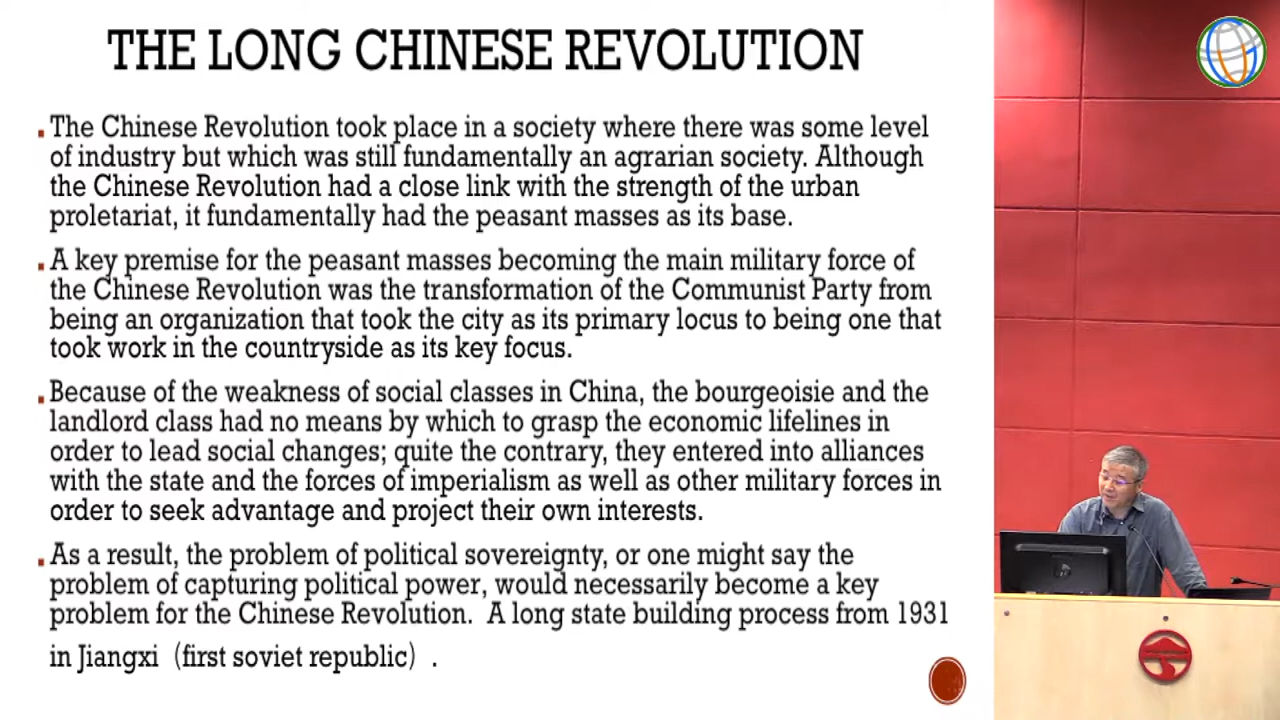 THE LONG CHINESE REVOLUTION
The Chinese Revolution took place in a society where there was some level
of industry but which was still fundamentally an agrarian society. Although
the Chinese Revolution had a close link with the strength of the urban
proletariat, it fundamentally had the peasant masses as its base.
A key premise for the peasant masses becoming the main military force of
the Chinese Revolution was the transformation of the Communist Party from
being an organization that took the city as its primary locus to being one that
took work in the countryside as its key focus.
Because of the weakness of social classes in China, the bourgeoisie and the
landlord class had no means by which to grasp the economic lifelines in
order to lead social changes; quite the contrary, they entered into alliances
with the state and the forces of imperialism as well as other military forces in
order to seek advantage and project their own interests.
As a result, the problem of political sovereignty, or one might say the
problem of capturing political power, would necessarily become a key
problem for the Chinese Revolution. A long state building process from 1931
in Jiangxi (first soviet republic) .